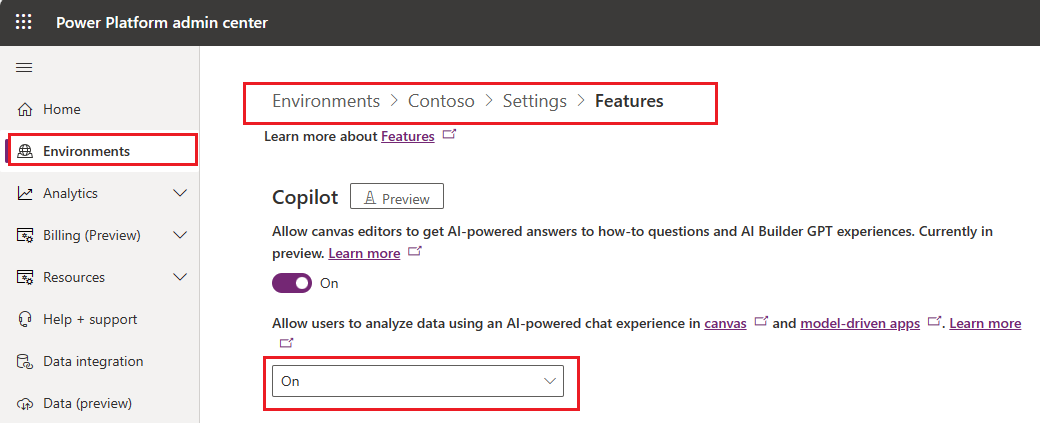 Power Platform admin center
Home
Environments
Analytics
Billing (Preview)
Resources
Help + support
Data integration
Data (preview)
Environments > Contoso > Settings > Features
Learn more about Features
Copilot Preview
Allow canvas editors to get AI-powered answers to how-to questions and AI Builder GPT experiences. Currently in
preview. Learn more
On
Allow users to analyze data using an AI-powered chat experience in canvas and model-driven apps . Learn more
On